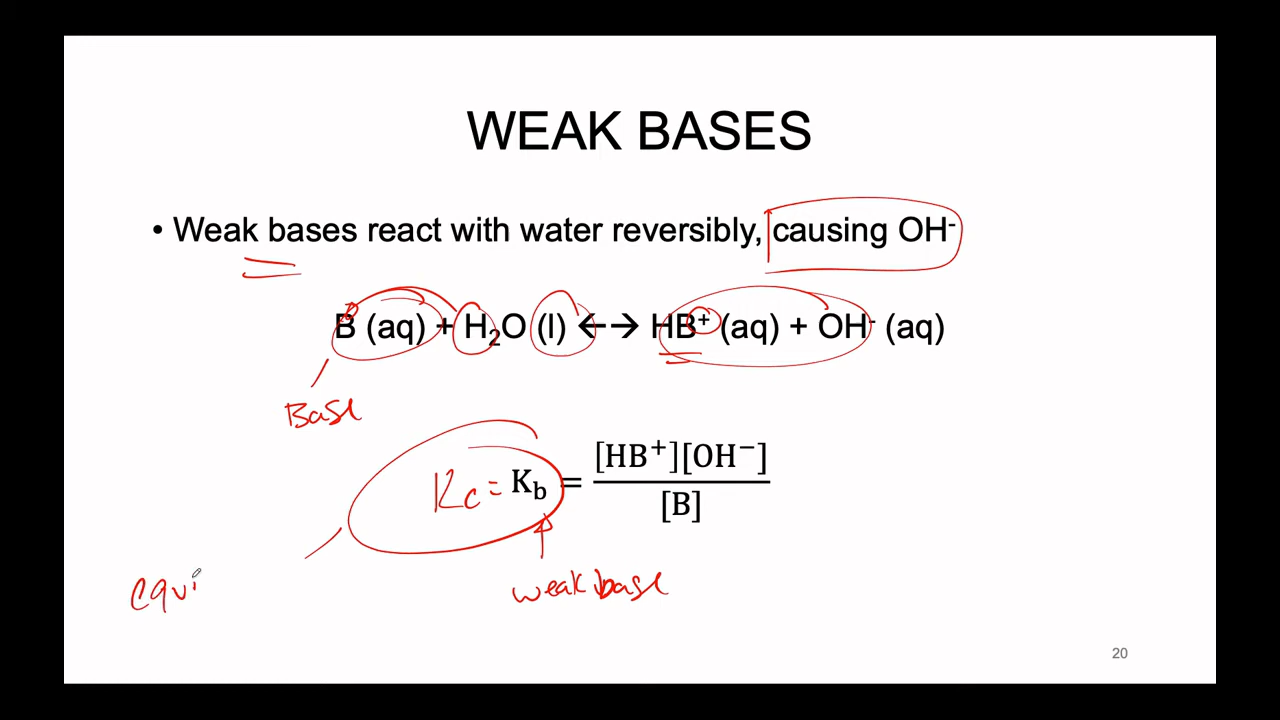 WEAK BASES
• Weak bases react with water reversibly, causing OH⁻
B (aq) + H₂O (l) ←→ HB⁺ (aq) + OH⁻ (aq)
Base
Kc = K_b = [HB⁺][OH⁻]
[B]
equi
weak base
20